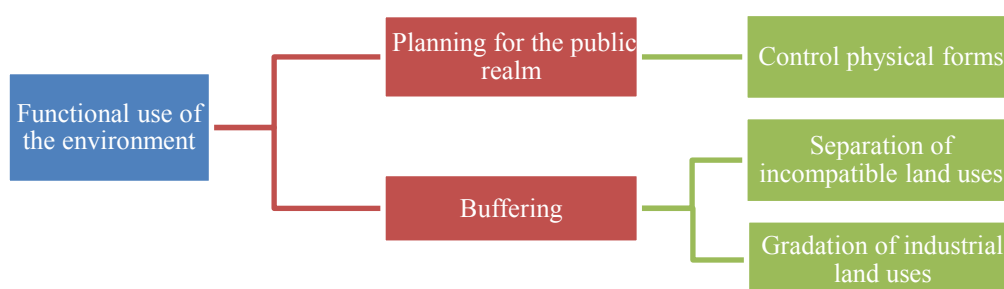 Functional use of
the environment
Planning for the public
realm
Control physical forms
Buffering
Separation of
incompatible land uses
Gradation of industrial
land uses